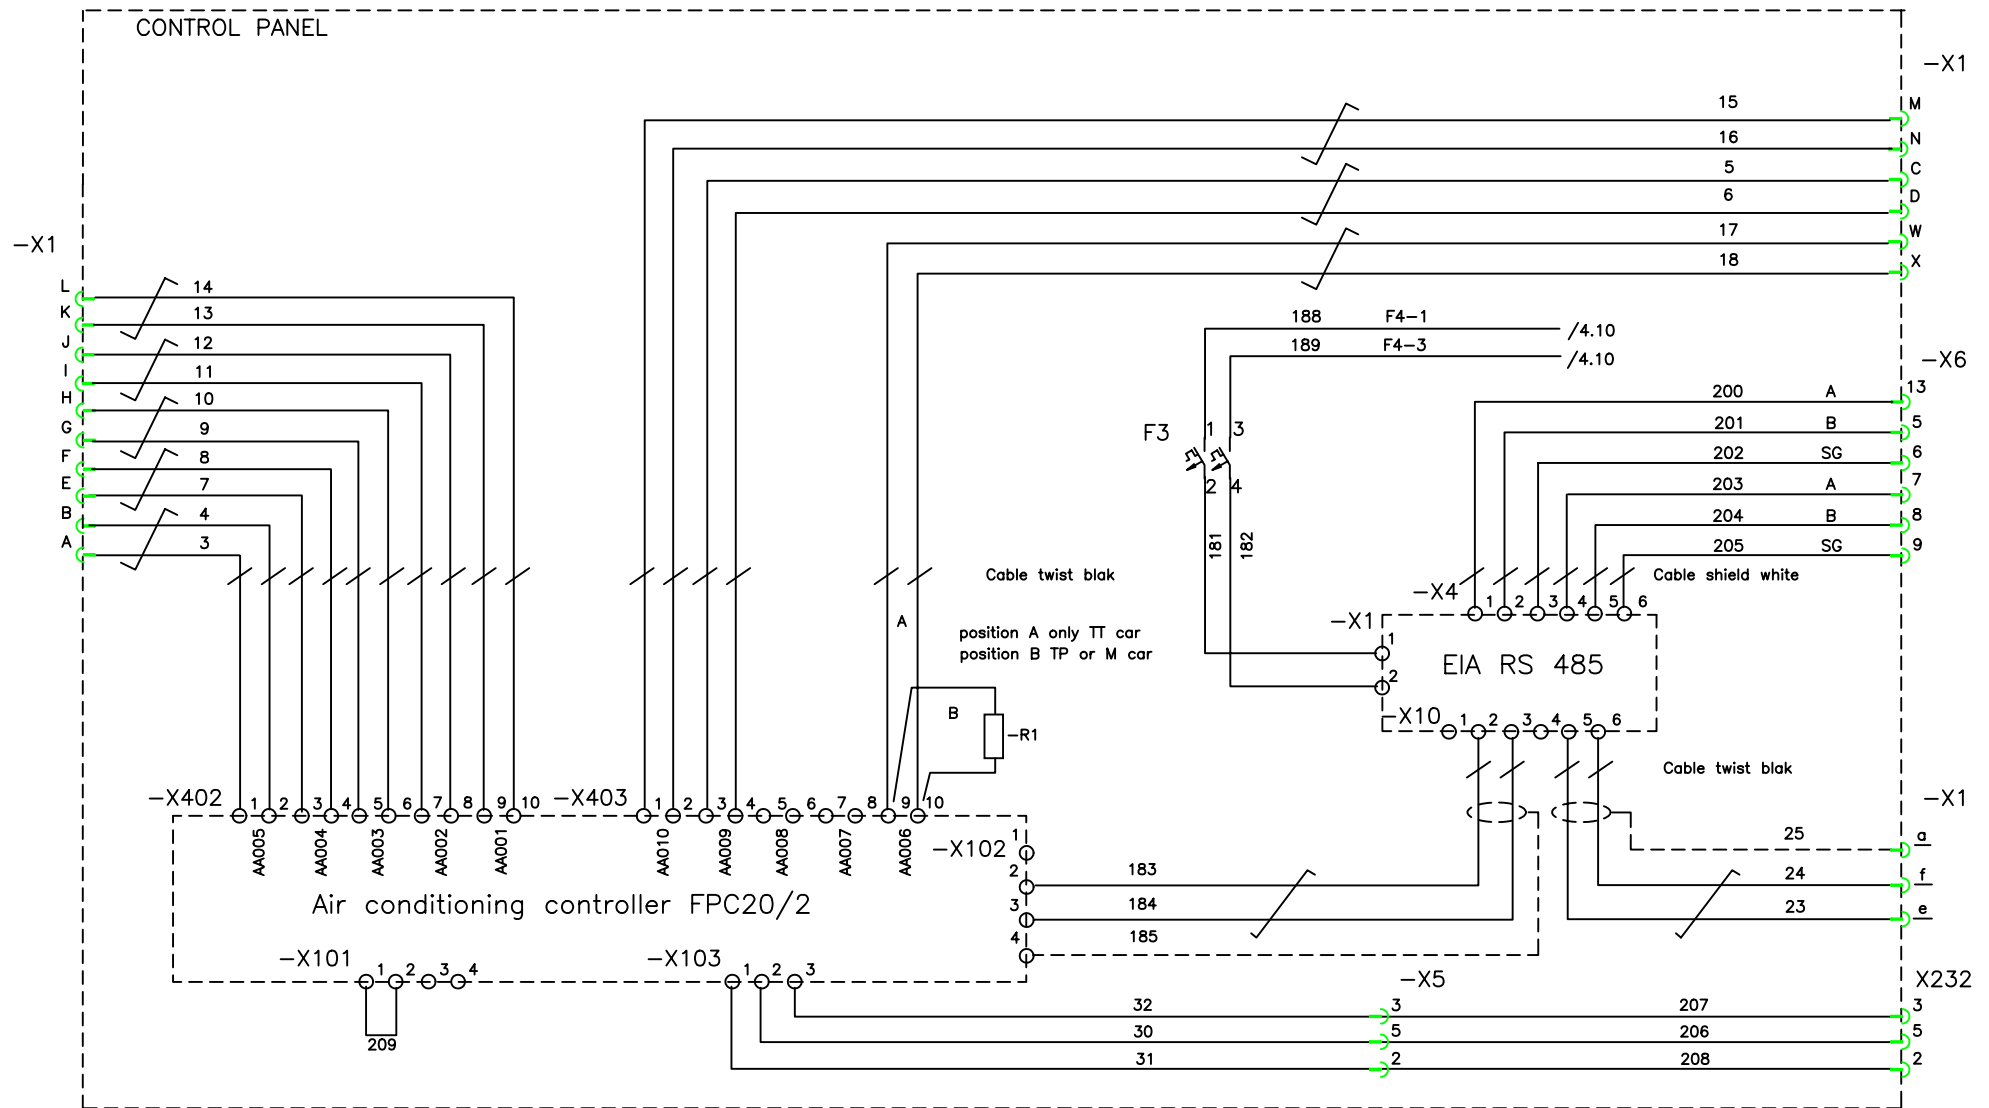 CONTROL PANEL
-X1
15 M
16 N
5 C
6 D
17 W
18 X
-X1
L 14
K 13
J 12
I 11
H 10
G 9
F 8
E 7
B 4
A 3
188 F4-1 /4.10
189 F4-3 /4.10
-X6
200 A 13
201 B 5
202 SG 6
203 A 7
204 B 8
205 SG 9
F3 1 3
2 4
181 182
Cable twist blak
Cable shield white
-X4 1 2 3 4 5 6
A
position A only TT car
position B TP or M car
-X1 1
2
EIA RS 485
B
-R1
-X10 1 2 3 4 5 6
Cable twist blak
-X402 1 2 3 4 5 6 7 8 9 10
-X403 1 2 3 4 5 6 7 8 9 10
-X1
AA005 AA004 AA003 AA002 AA001
AA010 AA009 AA008 AA007 AA006
-X102 1
2
3
4
Air conditioning controller FPC20/2
183
184
185
25 a
24 f
23 e
-X101 1 2 3 4
-X103 1 2 3
209
-X5
X232
32 3 207 3
30 5 206 5
31 2 208 2